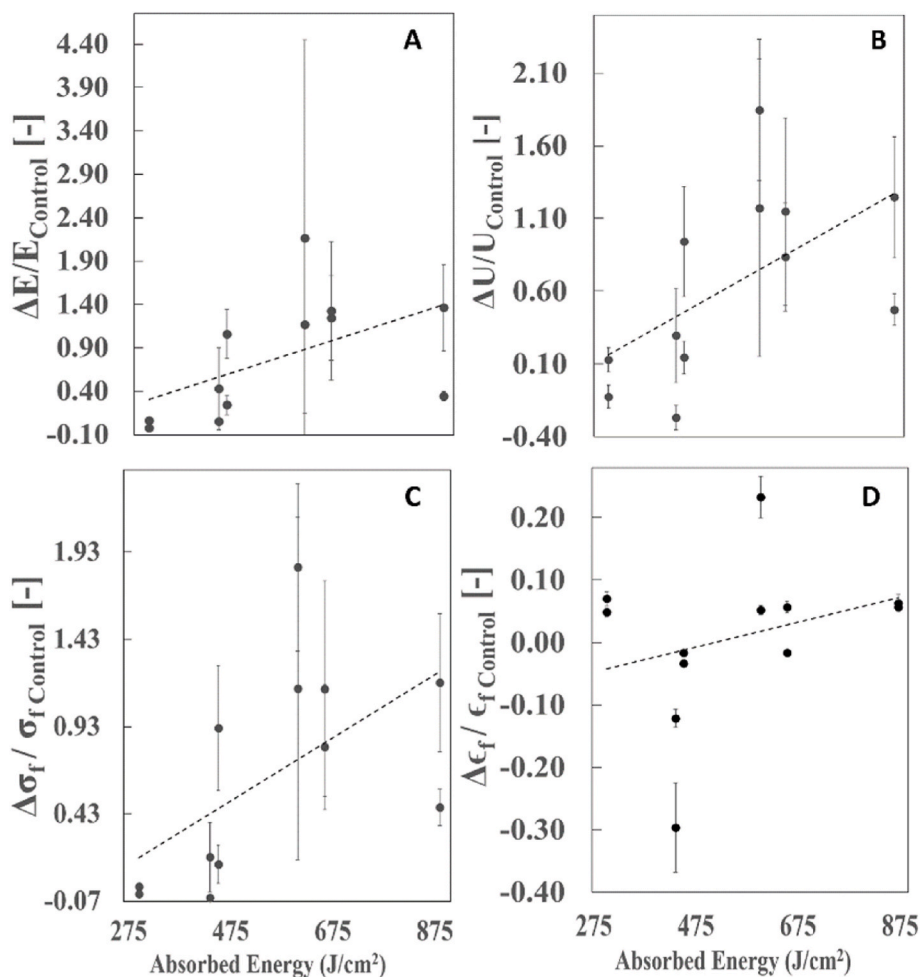 A
ΔE/E_Control [-]
4.40
3.90
3.40
2.90
2.40
1.90
1.40
0.90
0.40
-0.10
B
ΔU/U_Control [-]
2.10
1.60
1.10
0.60
0.10
-0.40
C
Δσ_f / σ_f Control [-]
1.93
1.43
0.93
0.43
-0.07
275 475 675 875
Absorbed Energy (J/cm²)
D
Δϵ_f / ϵ_f Control [-]
0.20
0.10
0.00
-0.10
-0.20
-0.30
-0.40
275 475 675 875
Absorbed Energy (J/cm²)